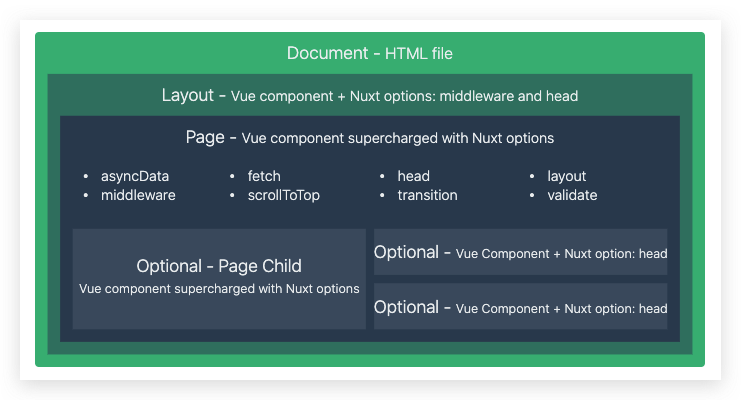 Document - HTML file
Layout - Vue component + Nuxt options: middleware and head
Page - Vue component supercharged with Nuxt options
• asyncData • fetch • head • layout
• middleware • scrollToTop • transition • validate
Optional - Page Child
Vue component supercharged with Nuxt options
Optional - Vue Component + Nuxt option: head
Optional - Vue Component + Nuxt option: head